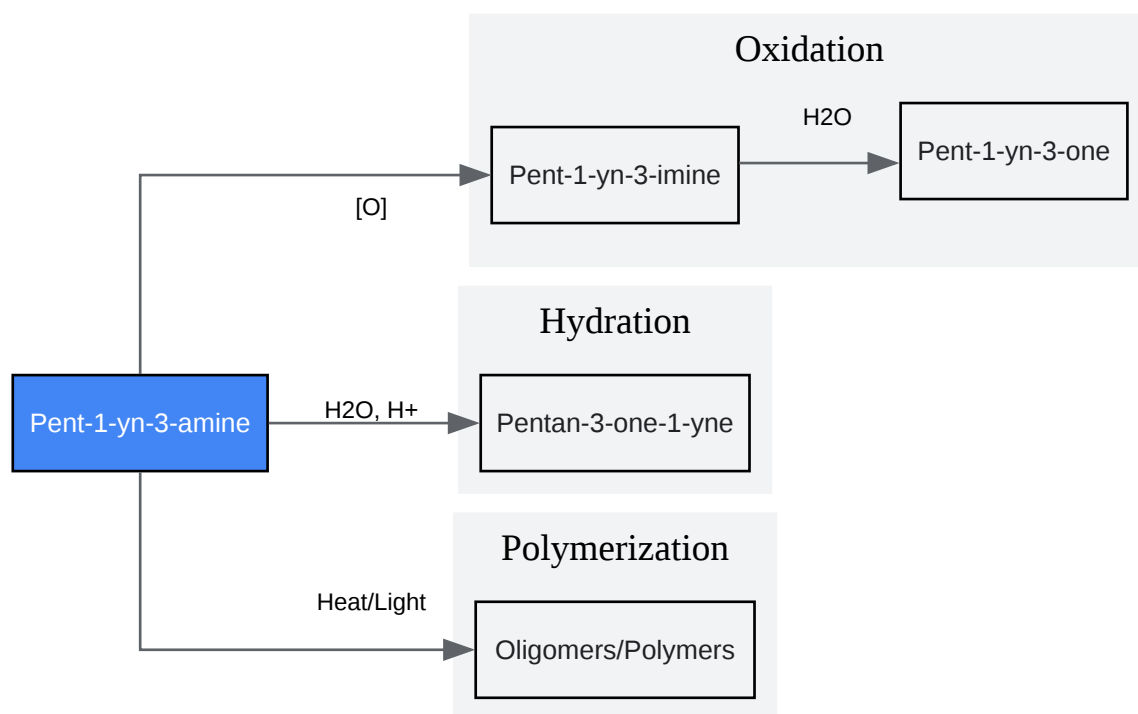 Oxidation
H2O
Pent-1-yn-3-imine
Pent-1-yn-3-one
[O]
Hydration
Pent-1-yn-3-amine
H2O, H+
Pentan-3-one-1-yne
Polymerization
Heat/Light
Oligomers/Polymers